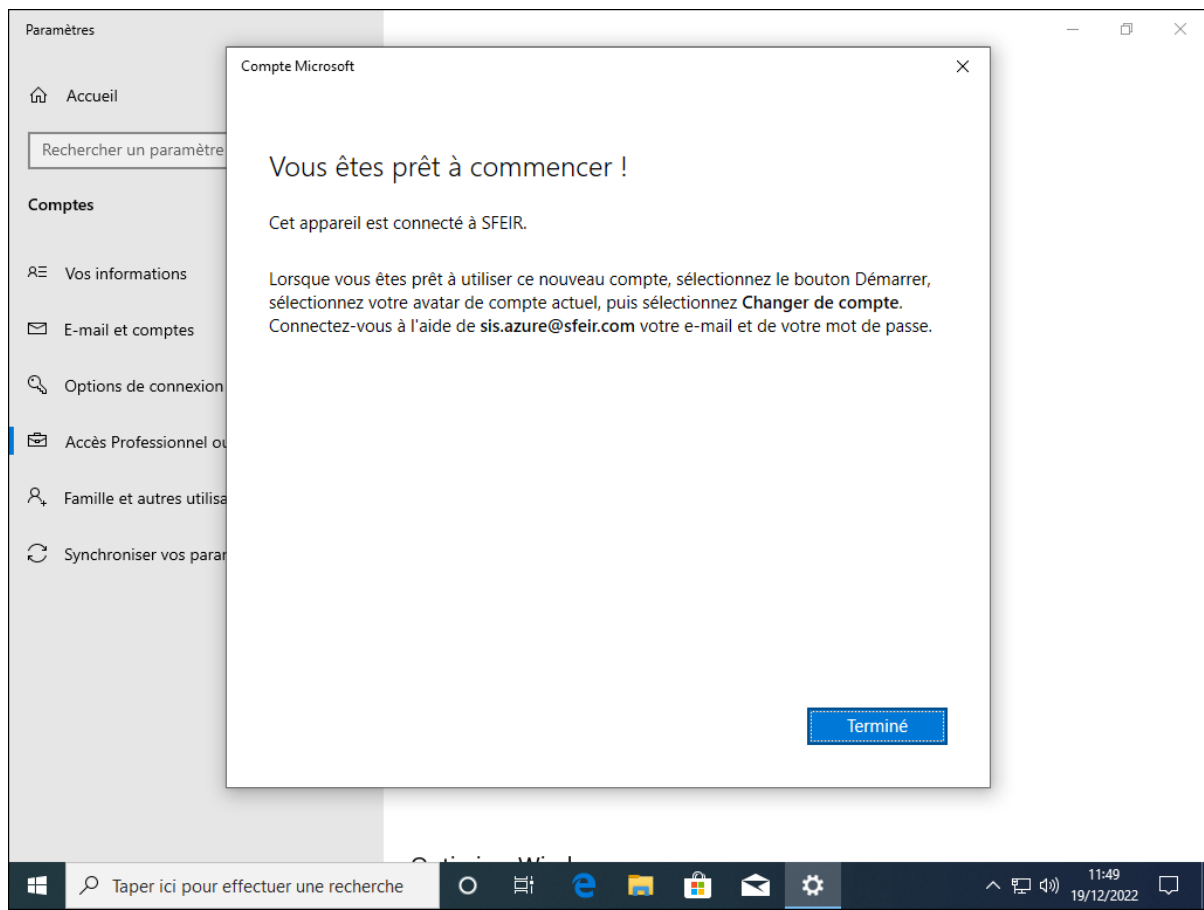 Paramètres
Compte Microsoft
Accueil
Rechercher un paramètre
Comptes
Vos informations
E-mail et comptes
Options de connexion
Accès Professionnel ou
Famille et autres utilisa
Synchroniser vos para
Vous êtes prêt à commencer !
Cet appareil est connecté à SFEIR.
Lorsque vous êtes prêt à utiliser ce nouveau compte, sélectionnez le bouton Démarrer,
sélectionnez votre avatar de compte actuel, puis sélectionnez Changer de compte.
Connectez-vous à l'aide de sis.azure@sfeir.com votre e-mail et de votre mot de passe.
Terminé
Taper ici pour effectuer une recherche
11:49
19/12/2022